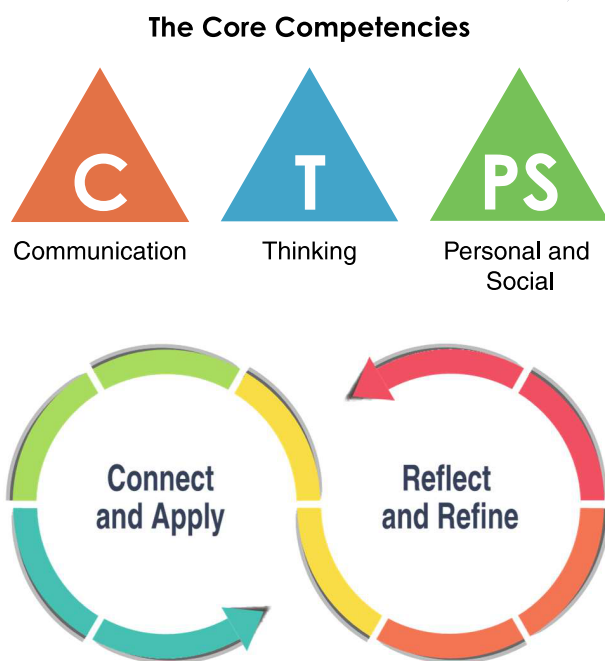 The Core Competencies
C
T
PS
Communication
Thinking
Personal and
Social
Connect
and Apply
Reflect
and Refine